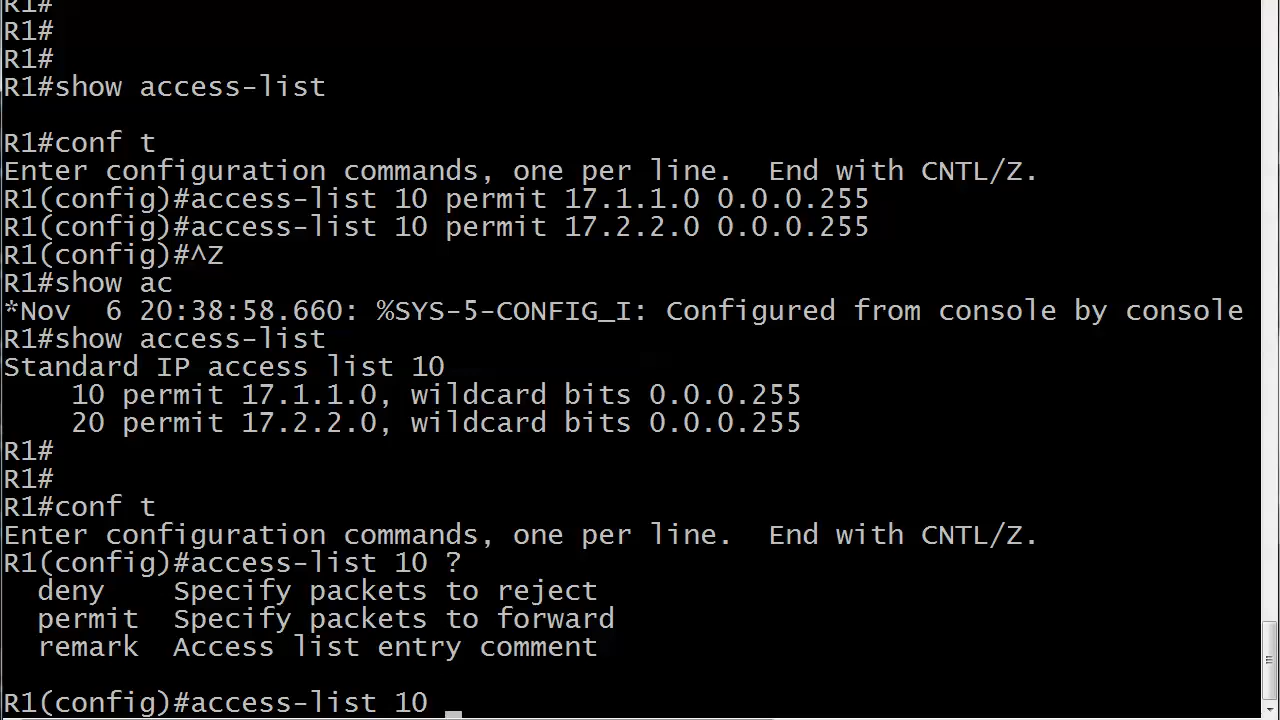 R1#
R1#
R1#
R1#show access-list
R1#conf t
Enter configuration commands, one per line.  End with CNTL/Z.
R1(config)#access-list 10 permit 17.1.1.0 0.0.0.255
R1(config)#access-list 10 permit 17.2.2.0 0.0.0.255
R1(config)#^Z
R1#show ac
*Nov  6 20:38:58.660: %SYS-5-CONFIG_I: Configured from console by console
R1#show access-list
Standard IP access list 10
    10 permit 17.1.1.0, wildcard bits 0.0.0.255
    20 permit 17.2.2.0, wildcard bits 0.0.0.255
R1#
R1#
R1#conf t
Enter configuration commands, one per line.  End with CNTL/Z.
R1(config)#access-list 10 ?
  deny    Specify packets to reject
  permit  Specify packets to forward
  remark  Access list entry comment
R1(config)#access-list 10